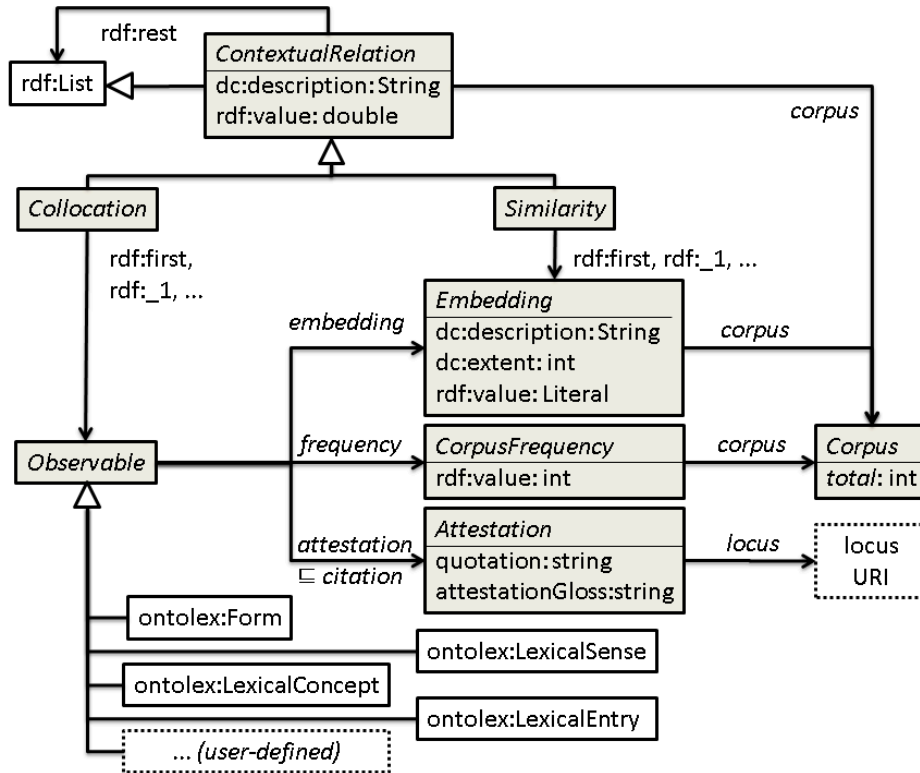 rdf:rest
ContextualRelation
rdf:List
dc:description:String
rdf:value: double
corpus
Collocation
Similarity
rdf:first,
rdf:_1, ...
rdf:first, rdf:_1, ...
Embedding
embedding
dc:description:String
corpus
dc:extent: int
rdf:value: Literal
Observable
frequency
CorpusFrequency
corpus
Corpus
rdf:value: int
total: int
attestation
⊑ citation
Attestation
quotation:string
attestationGloss:string
locus
locus
URI
ontolex:Form
ontolex:LexicalSense
ontolex:LexicalConcept
ontolex:LexicalEntry
... (user-defined)